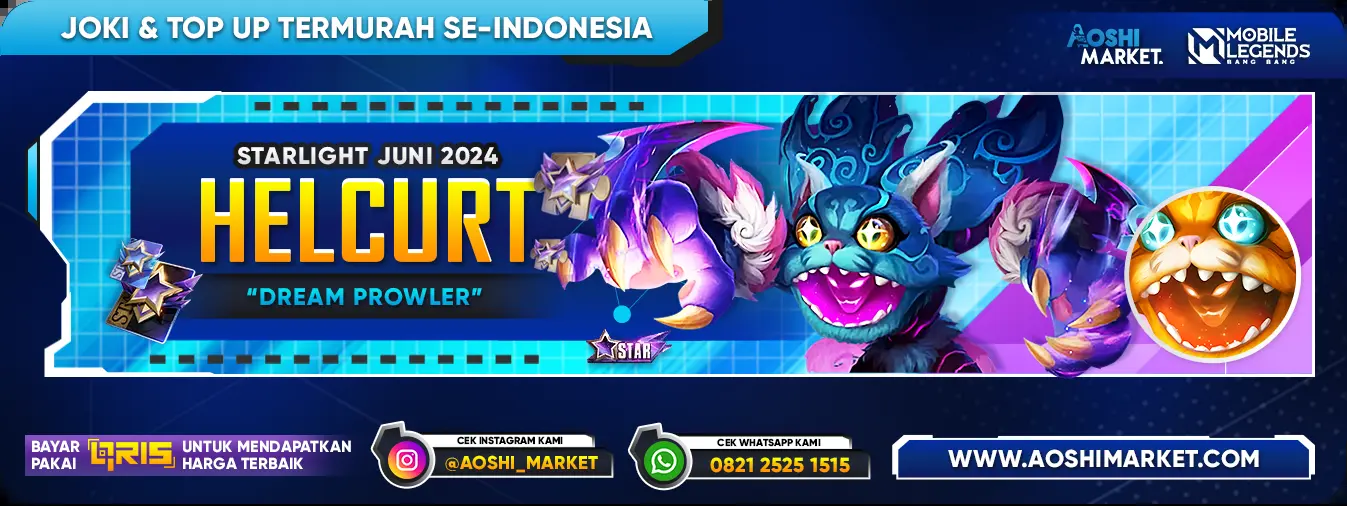 JOKI & TOP UP TERMURAH SE-INDONESIA
AOSHI
MARKET.
MOBILE
LEGENDS
BANG BANG
STARLIGHT JUNI 2024
HELCURT
“DREAM PROWLER”
STAR
BAYAR
PAKAI
QRIS
UNTUK MENDAPATKAN
HARGA TERBAIK
CEK INSTAGRAM KAMI
@AOSHI_MARKET
CEK WHATSAPP KAMI
0821 2525 1515
WWW.AOSHIMARKET.COM